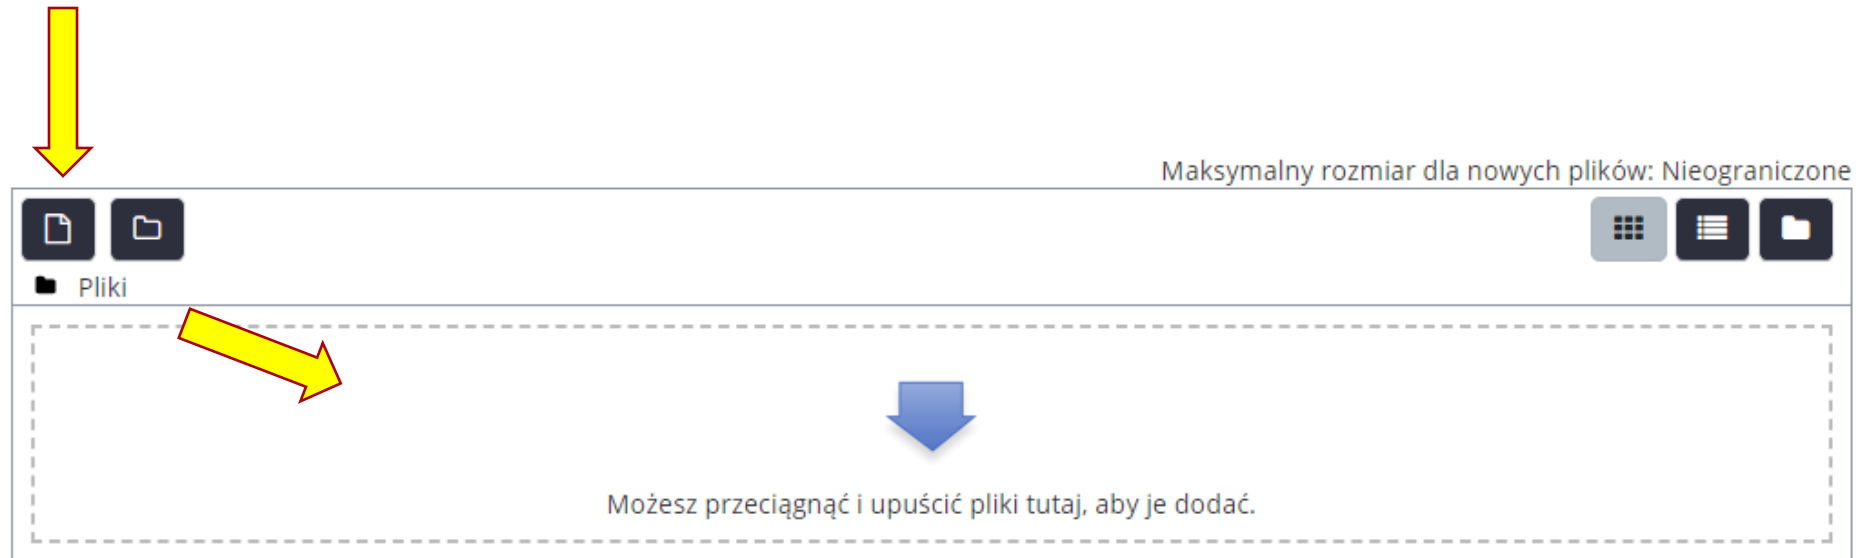 Maksymalny rozmiar dla nowych plików: Nieograniczone
Pliki
Możesz przeciągnąć i upuścić pliki tutaj, aby je dodać.